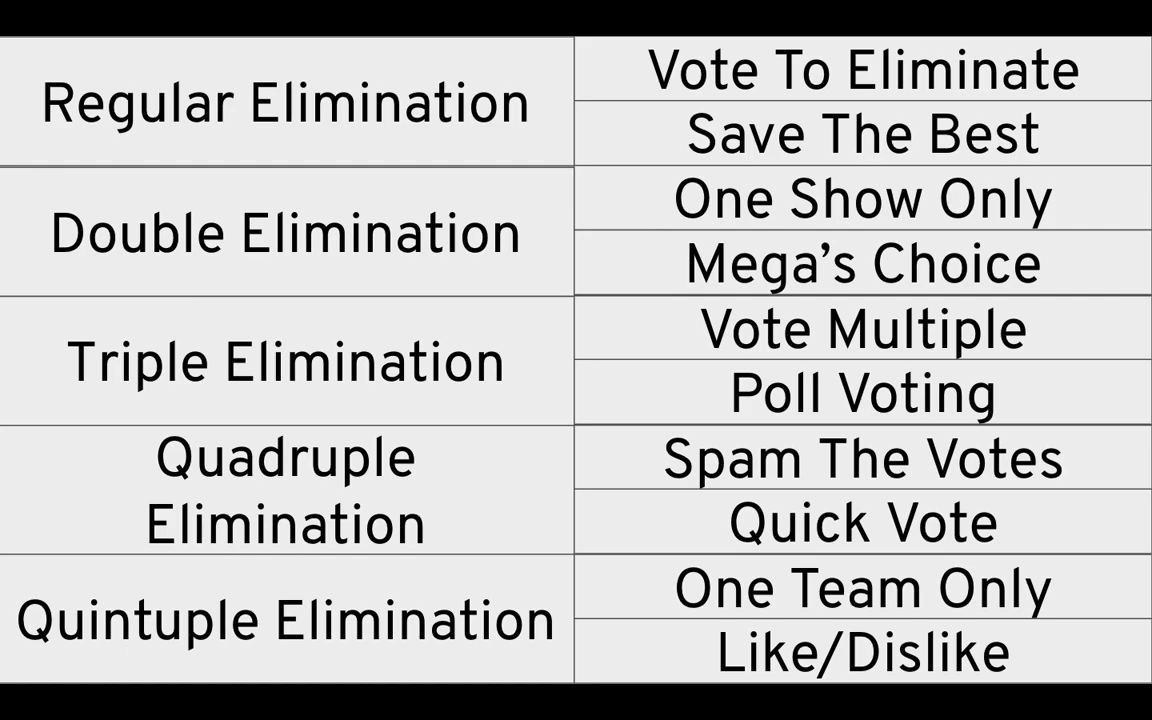 Regular Elimination
Vote To Eliminate
Save The Best
Double Elimination
One Show Only
Mega’s Choice
Triple Elimination
Vote Multiple
Poll Voting
Quadruple
Elimination
Spam The Votes
Quick Vote
Quintuple Elimination
One Team Only
Like/Dislike